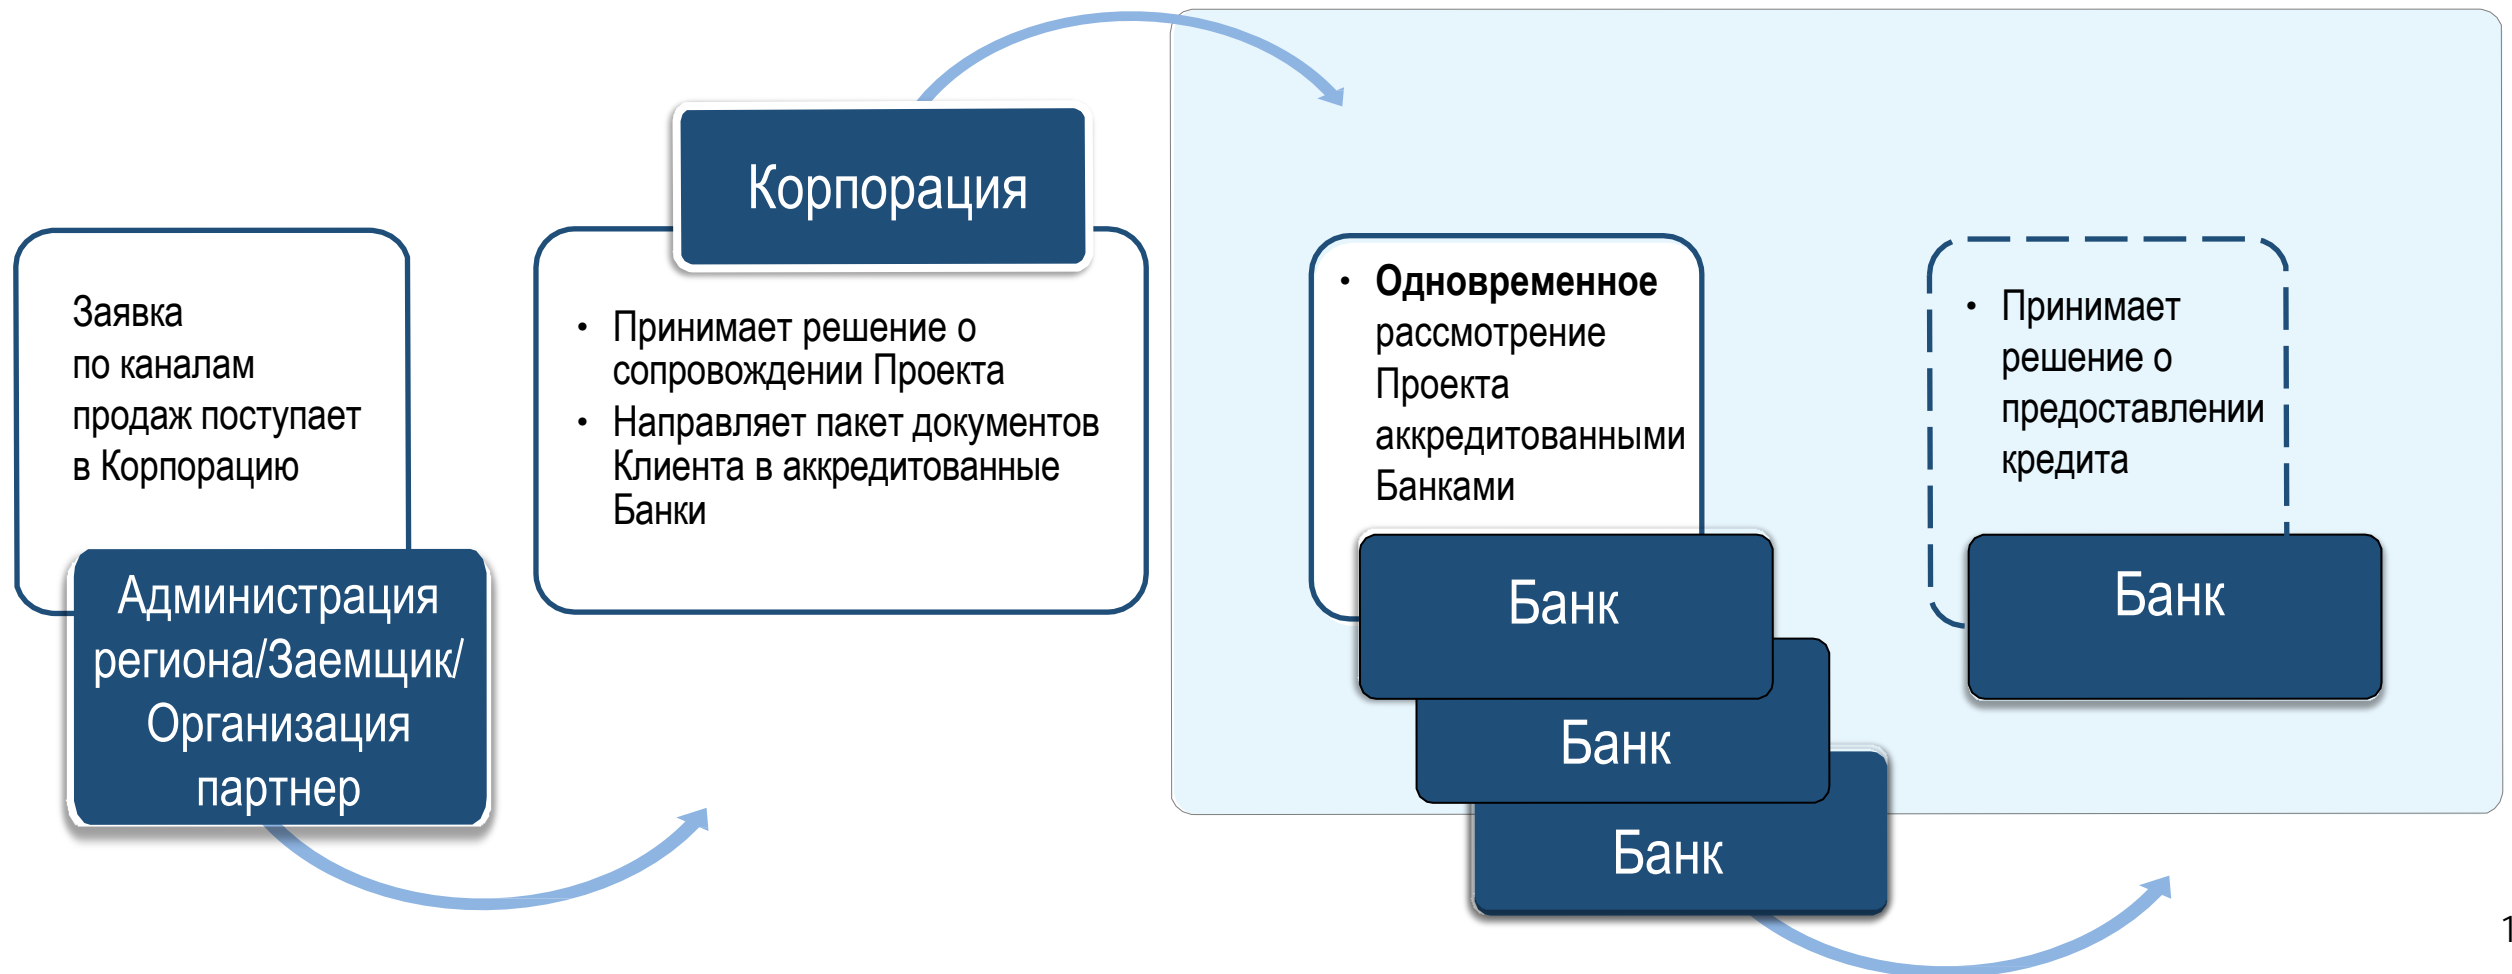 Заявка
по каналам
продаж поступает
в Корпорацию
Администрация
региона/Заемщик/
Организация
партнер
Корпорация
• Принимает решение о
сопровождении Проекта
• Направляет пакет документов
Клиента в аккредитованные
Банки
• Одновременное
рассмотрение
Проекта
аккредитованными
Банками
Банк
Банк
Банк
• Принимает
решение о
предоставлении
кредита
Банк
1